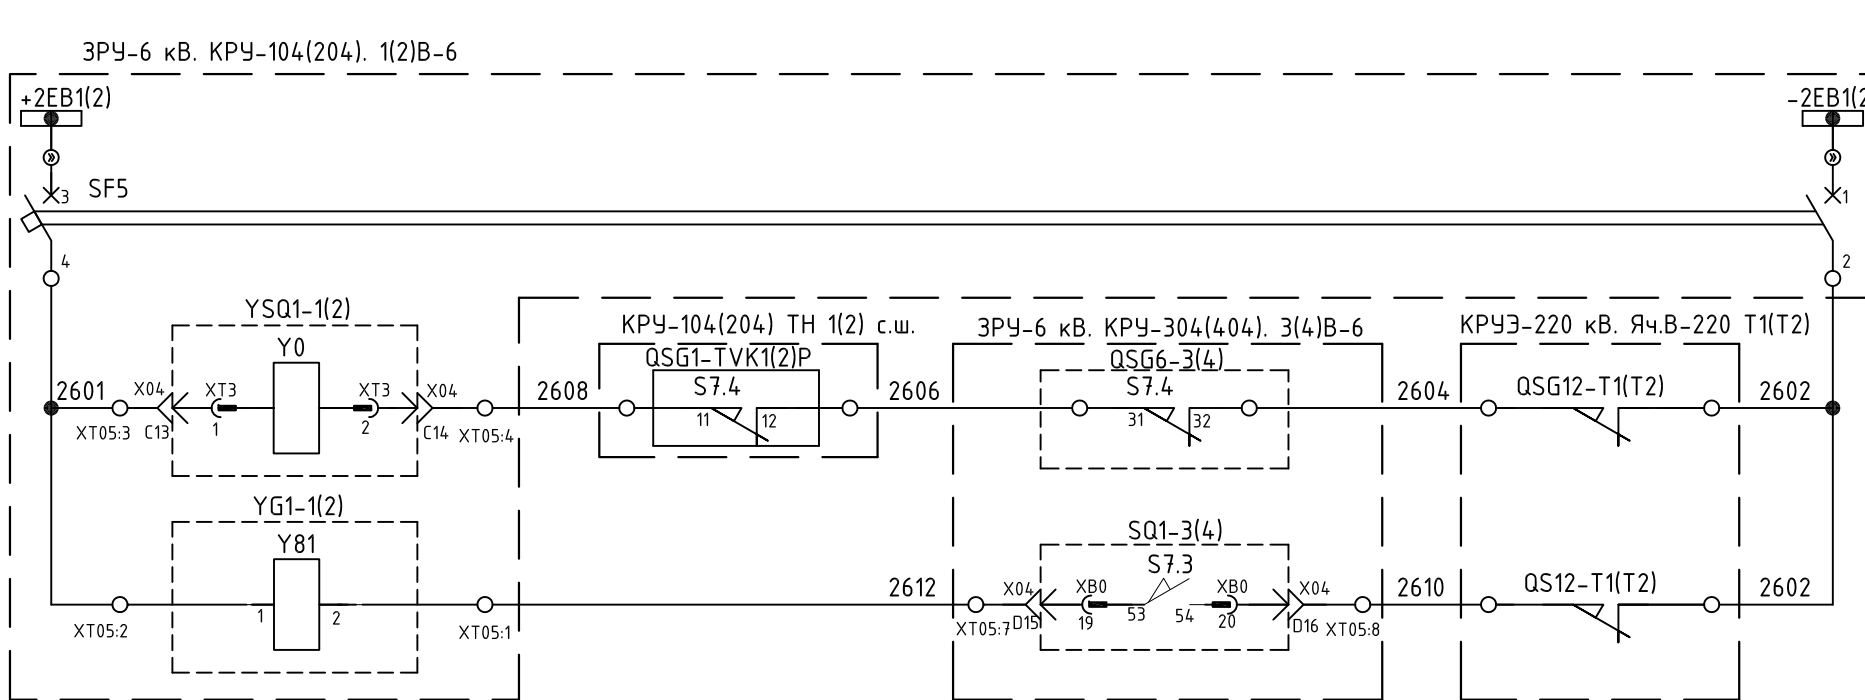 ЗРУ-6 кВ. КРУ-104(204). 1(2)В-6
+2EB1(2)
-2EB1(2
3
SF5
1
4
2
YSQ1-1(2)
КРУ-104(204) ТН 1(2) с.ш.
ЗРУ-6 кВ. КРУ-304(404). 3(4)В-6
КРУЭ-220 кВ. Яч.В-220 Т1(Т2)
Y0
QSG1-TVK1(2)P
QSG6-3(4)
2601
X04
XT3
XT3
X04
2608
S7.4
2606
S7.4
2604
QSG12-T1(T2)
2602
XT05:3
C13
1
2
C14
XT05:4
11
12
31
32
YG1-1(2)
Y81
SQ1-3(4)
S7.3
2612
X04
XB0
XB0
X04
2610
QS12-T1(T2)
2602
XT05:2
1
2
XT05:1
XT05:7
D15
19
53
54
20
D16
XT05:8